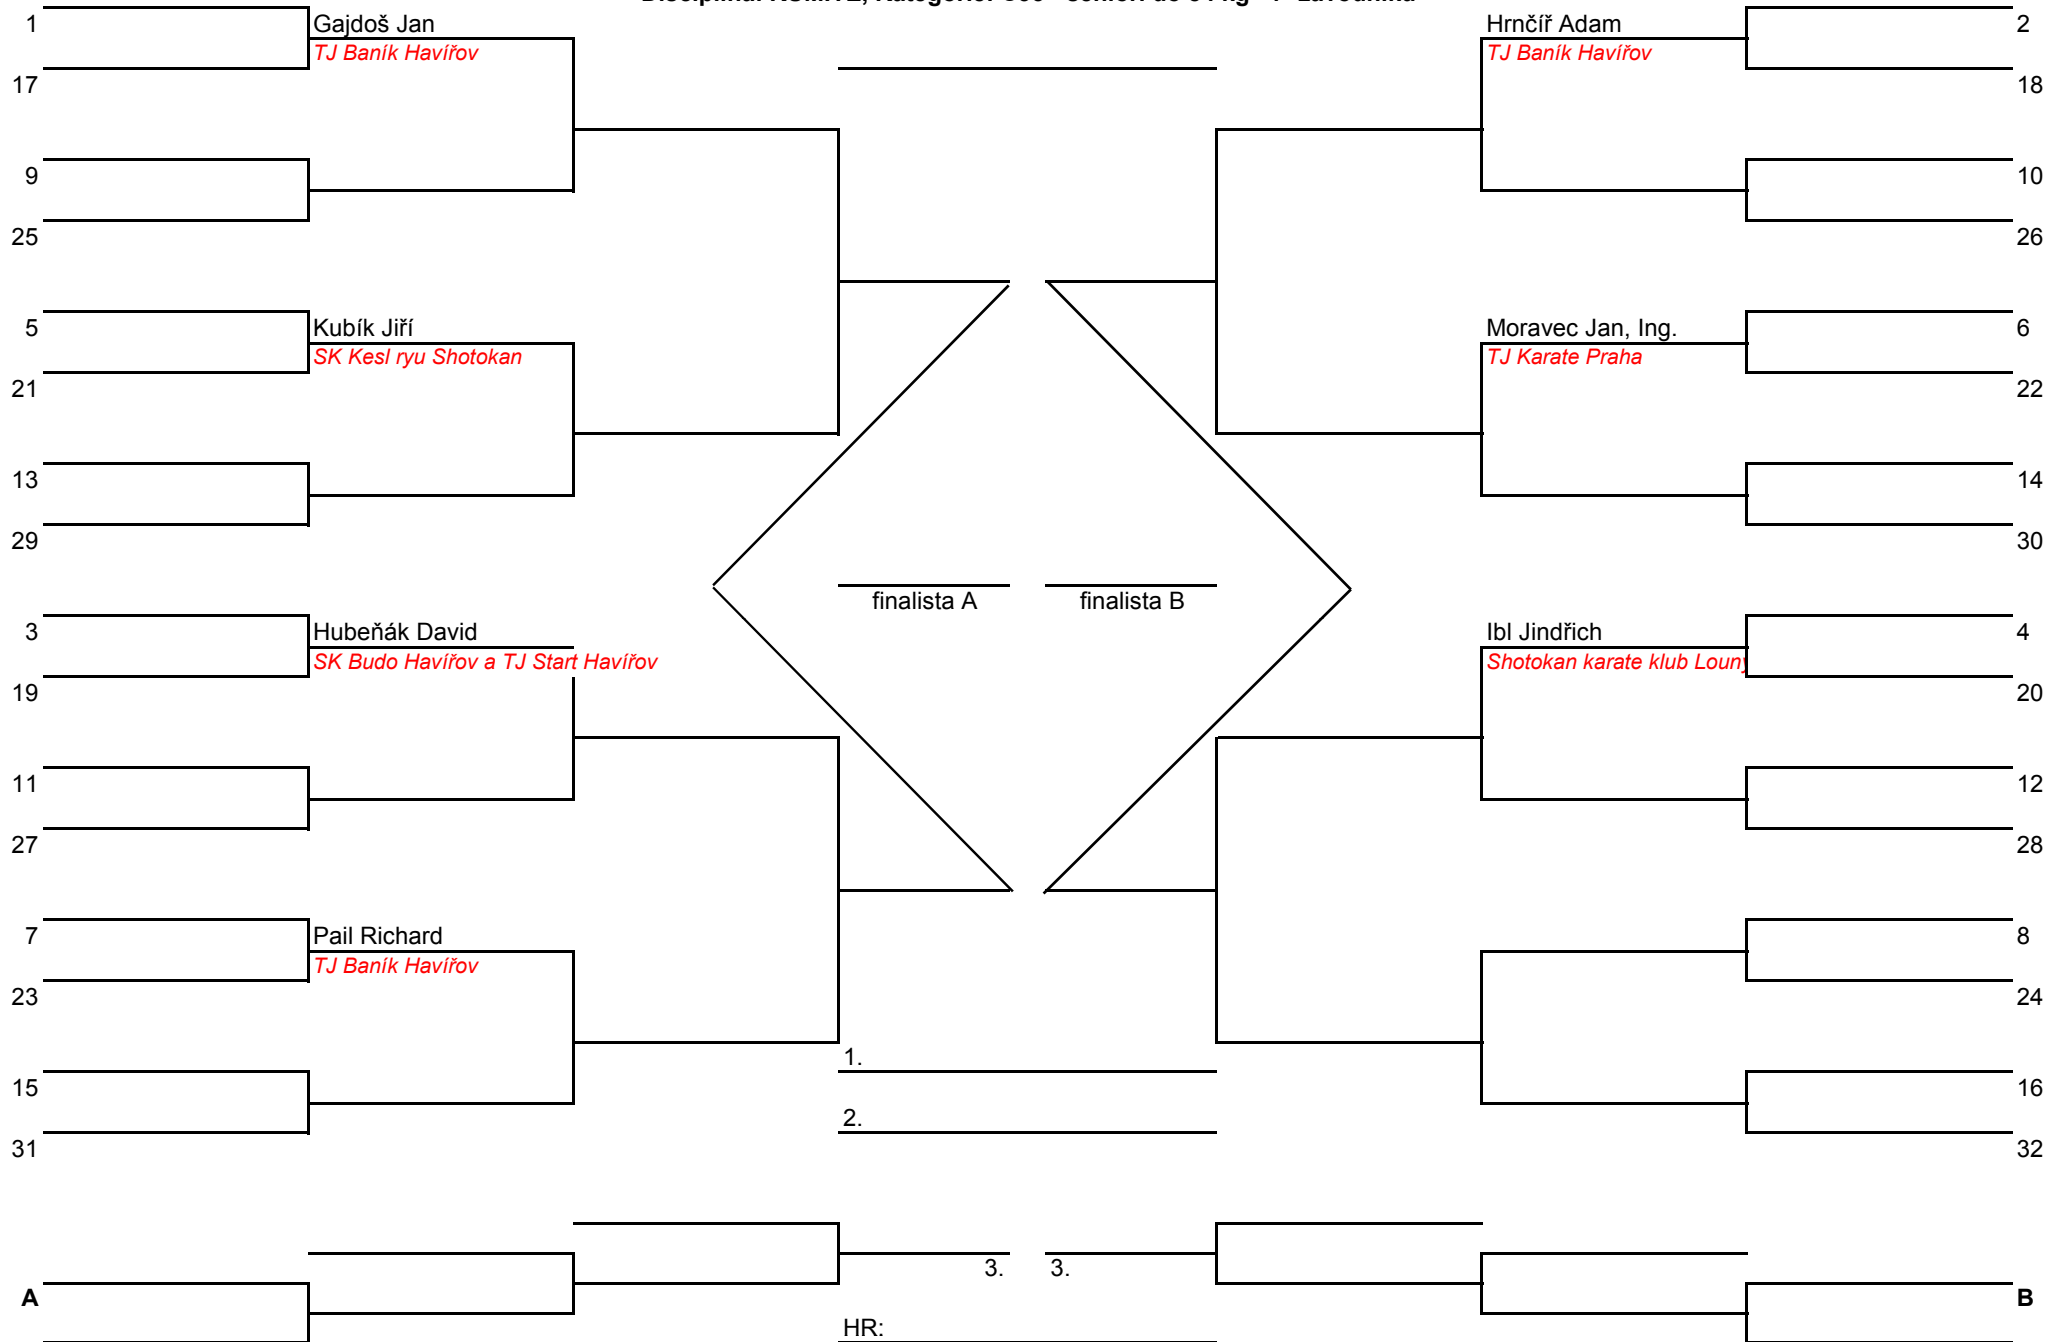 1
Gajdoš Jan
Hrnčíř Adam
2
TJ Baník Havířov
TJ Baník Havířov
17
18
9
10
25
26
5
Kubík Jiří
Moravec Jan, Ing.
6
SK Kesl ryu Shotokan
TJ Karate Praha
21
22
13
14
29
30
finalista A
finalista B
3
Hubeňák David
Ibl Jindřich
4
SK Budo Havířov a TJ Start Havířov
Shotokan karate klub Louny
19
20
11
12
27
28
7
Pail Richard
8
TJ Baník Havířov
23
24
1.
15
16
2.
31
32
3.
3.
A
B
HR: